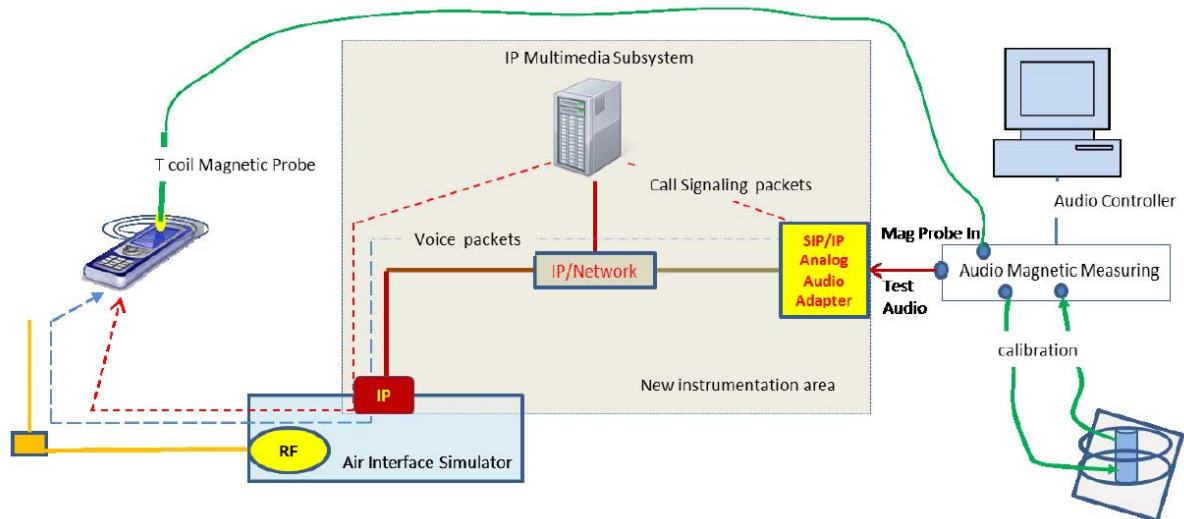 IP Multimedia Subsystem
T coil Magnetic Probe
Call Signaling packets
Audio Controller
Voice packets
SIP/IP
Analog
Audio
Adapter
Mag Probe In
IP/Network
Audio Magnetic Measuring
Test
Audio
calibration
New instrumentation area
IP
RF
Air Interface Simulator